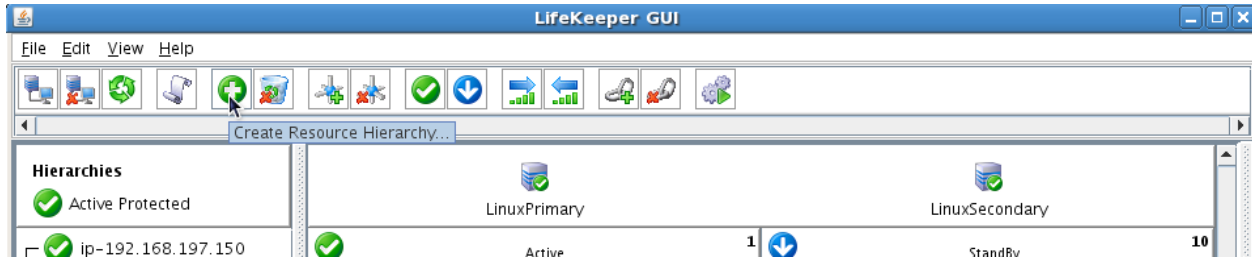 LifeKeeper GUI
File Edit View Help
Create Resource Hierarchy...
Hierarchies
Active Protected
LinuxPrimary
LinuxSecondary
ip-192.168.197.150
Active
1
StandBy
10